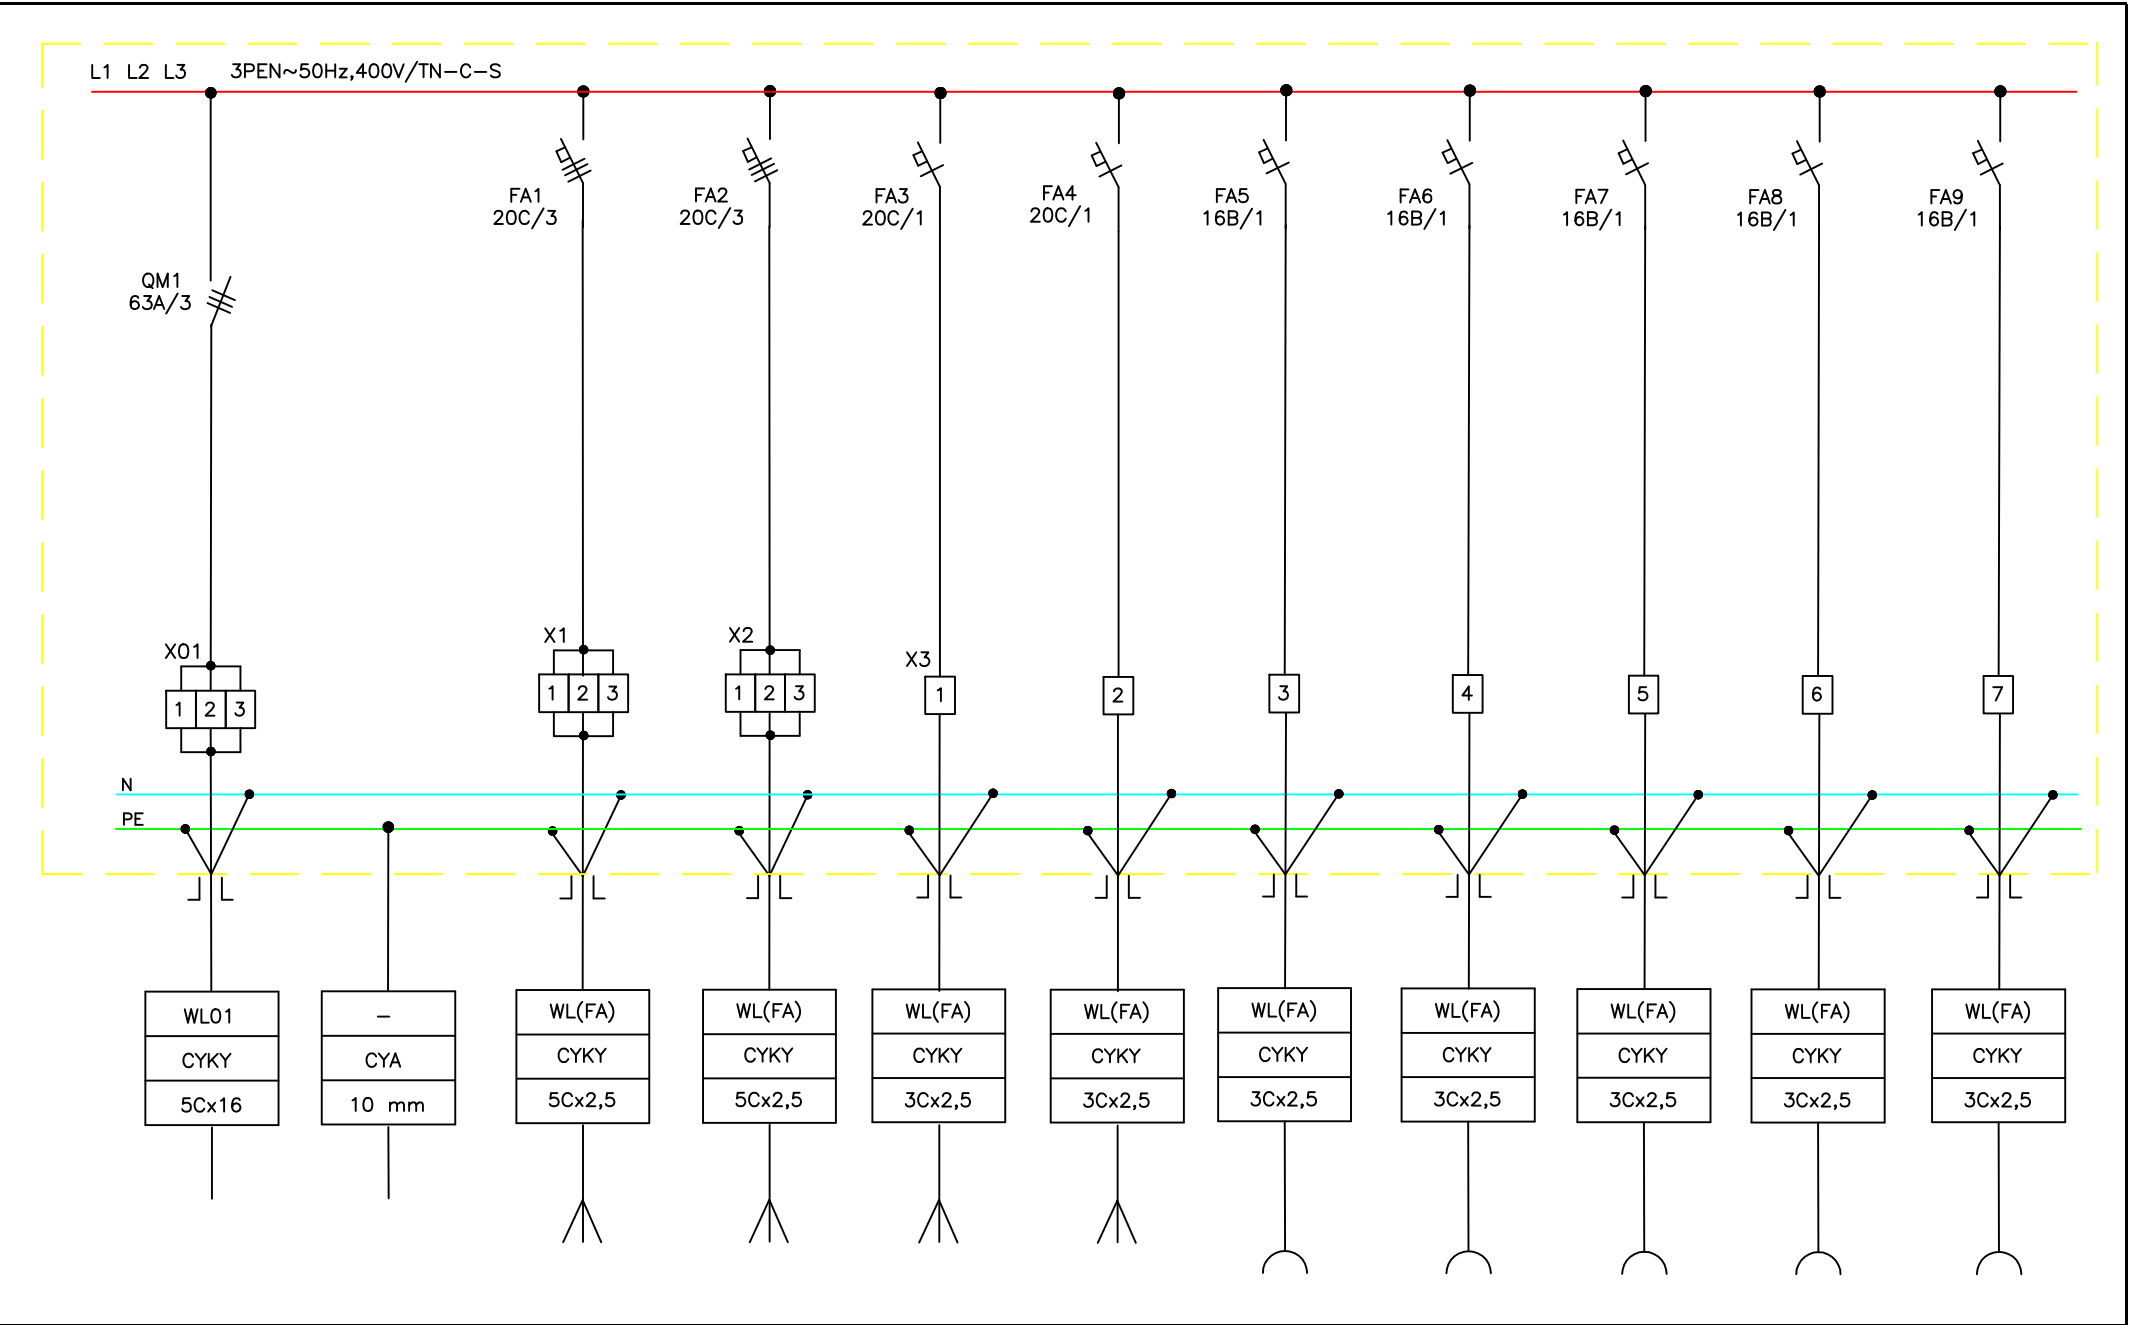 L1 L2 L3 3PEN~50Hz,400V/TN-C-S
FA1
20C/3
FA2
20C/3
FA3
20C/1
FA4
20C/1
FA5
16B/1
FA6
16B/1
FA7
16B/1
FA8
16B/1
FA9
16B/1
QM1
63A/3
X01
1 2 3
X1
1 2 3
X2
1 2 3
X3
1
2
3
4
5
6
7
N
PE
WL01
CYKY
5Cx16
–
CYA
10 mm
WL(FA)
CYKY
5Cx2,5
WL(FA)
CYKY
5Cx2,5
WL(FA)
CYKY
3Cx2,5
WL(FA)
CYKY
3Cx2,5
WL(FA)
CYKY
3Cx2,5
WL(FA)
CYKY
3Cx2,5
WL(FA)
CYKY
3Cx2,5
WL(FA)
CYKY
3Cx2,5
WL(FA)
CYKY
3Cx2,5